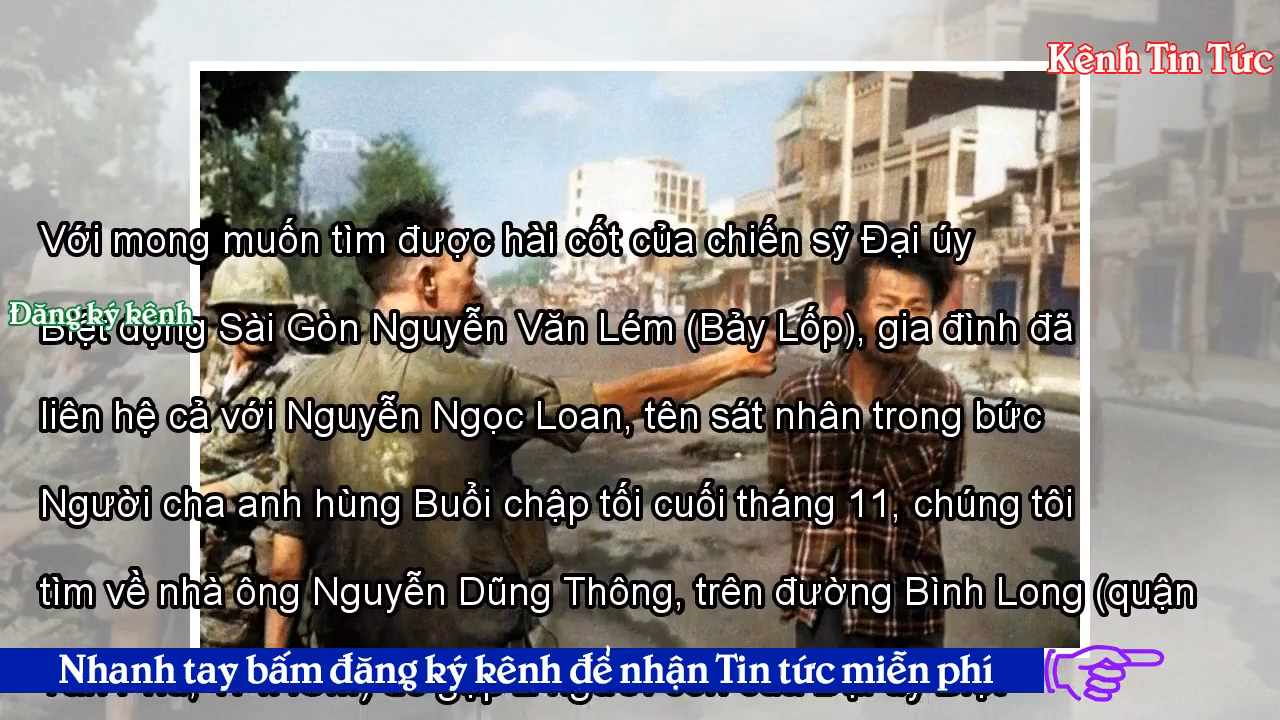 Kênh Tin Tức
Với mong muốn tìm được hài cốt của chiến sỹ Đại úy
Đăng ký kênh
Biệt động Sài Gòn Nguyễn Văn Lém (Bảy Lốp), gia đình đã
liên hệ cả với Nguyễn Ngọc Loan, tên sát nhân trong bức
Người cha anh hùng Buổi chập tối cuối tháng 11, chúng tôi
tìm về nhà ông Nguyễn Dũng Thông, trên đường Bình Long (quận
Nhanh tay bấm đăng ký kênh để nhận Tin tức miễn phí